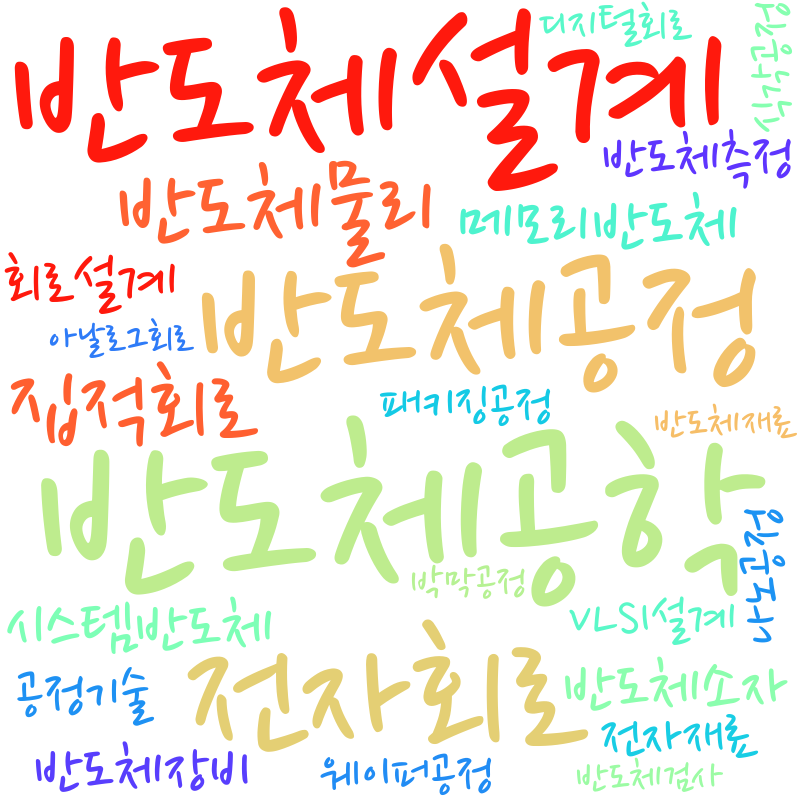 디지털회로
반도체설계
식각공정
반도체측정
반도체물리
메모리반도체
회로설계
반도체공정
아날로그회로
집적회로
패키징공정
반도체재료
반도체공학
노광공정
박막공정
시스템반도체
VLSI설계
공정기술
전자회로
반도체소자
전자재료
반도체장비
웨이퍼공정
반도체검사